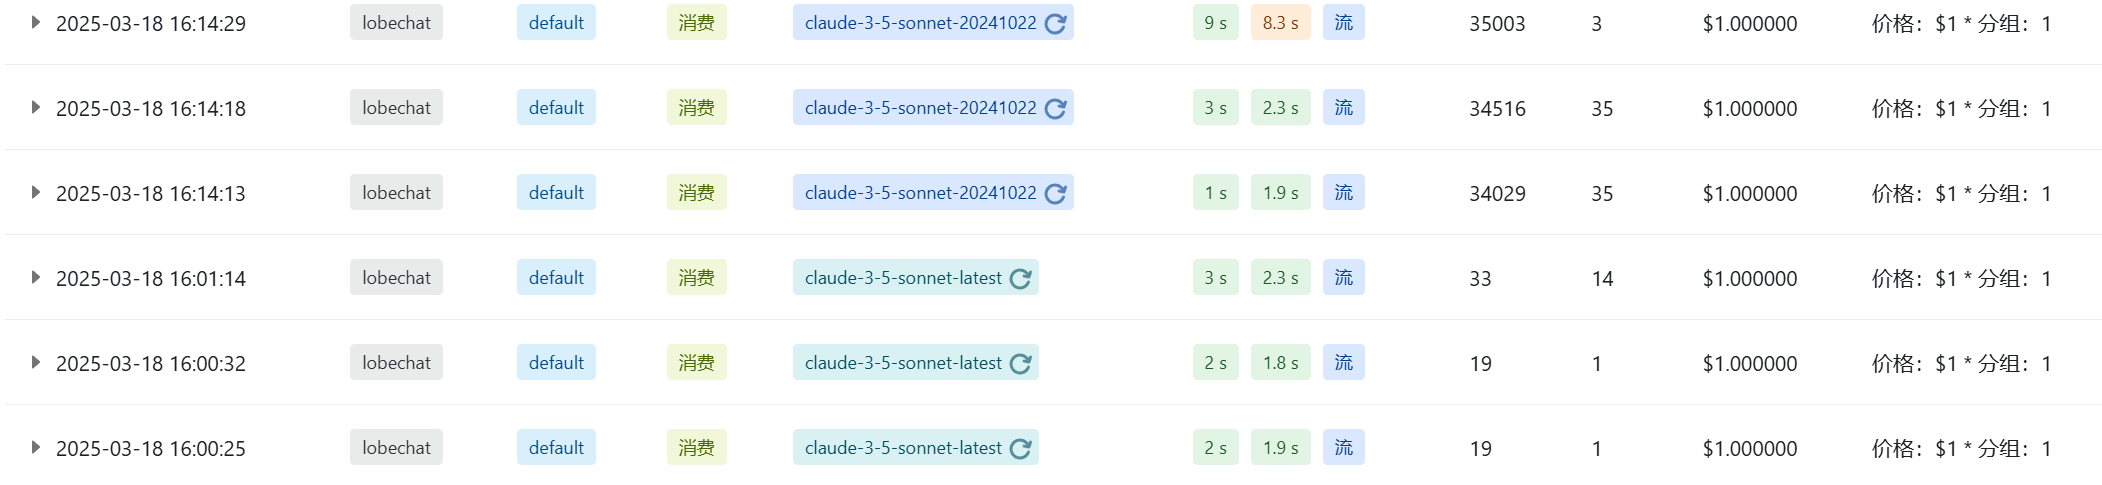 2025-03-18 16:14:29 lobechat default 消费 claude-3-5-sonnet-20241022 9 s 8.3 s 流 35003 3 $1.000000 价格：$1 * 分组：1
2025-03-18 16:14:18 lobechat default 消费 claude-3-5-sonnet-20241022 3 s 2.3 s 流 34516 35 $1.000000 价格：$1 * 分组：1
2025-03-18 16:14:13 lobechat default 消费 claude-3-5-sonnet-20241022 1 s 1.9 s 流 34029 35 $1.000000 价格：$1 * 分组：1
2025-03-18 16:01:14 lobechat default 消费 claude-3-5-sonnet-latest 3 s 2.3 s 流 33 14 $1.000000 价格：$1 * 分组：1
2025-03-18 16:00:32 lobechat default 消费 claude-3-5-sonnet-latest 2 s 1.8 s 流 19 1 $1.000000 价格：$1 * 分组：1
2025-03-18 16:00:25 lobechat default 消费 claude-3-5-sonnet-latest 2 s 1.9 s 流 19 1 $1.000000 价格：$1 * 分组：1